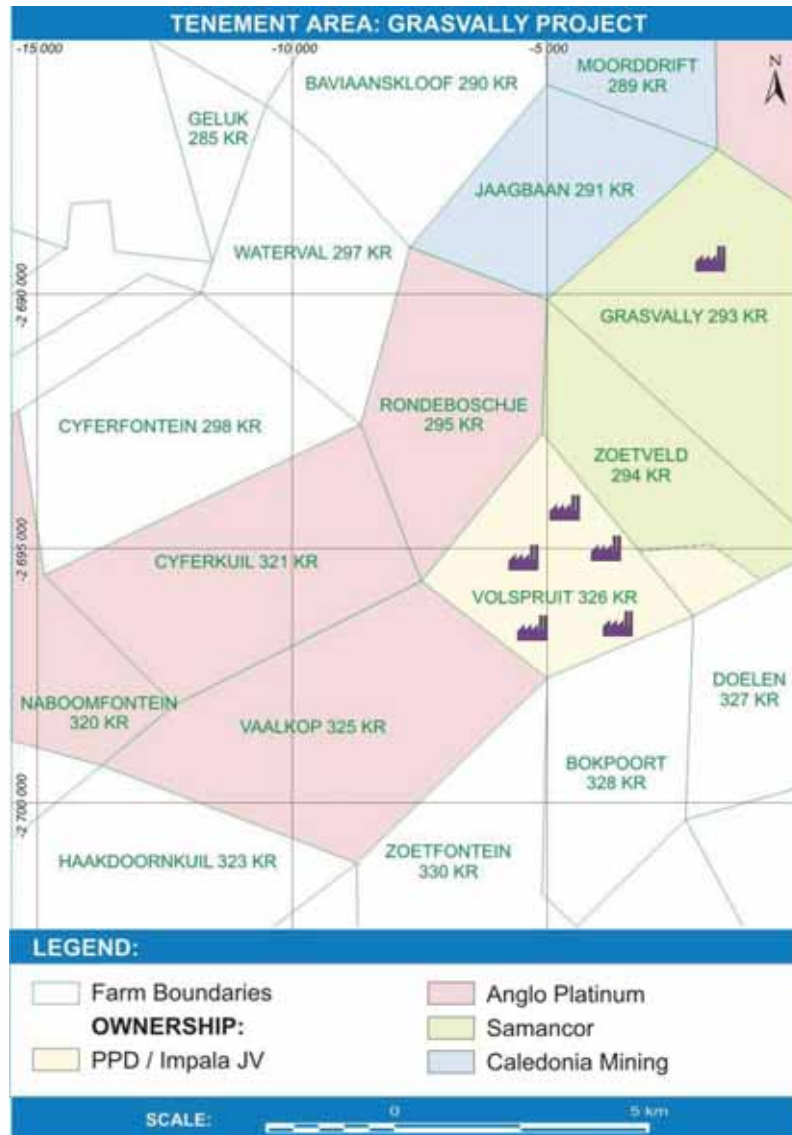 TENEMENT AREA: GRASVALLY PROJECT
-15 000
-10 000
-5 000
N
MOORDDRIFT
289 KR
BAVIAANSKLOOF 290 KR
GELUK
285 KR
JAAGBAAN 291 KR
WATERVAL 297 KR
-2 690 000
GRASVALLY 293 KR
RONDEBOSCHJE
295 KR
CYFERFONTEIN 298 KR
ZOETVELD
294 KR
-2 695 000
CYFERKUIL 321 KR
VOLSPRUIT 326 KR
DOELEN
327 KR
NABOOMFONTEIN
320 KR
VAALKOP 325 KR
BOKPOORT
328 KR
-2 700 000
ZOETFONTEIN
330 KR
HAAKDOORNKUIL 323 KR
LEGEND:
Farm Boundaries
OWNERSHIP:
PPD / Impala JV
Anglo Platinum
Samancor
Caledonia Mining
SCALE:
0
5 km